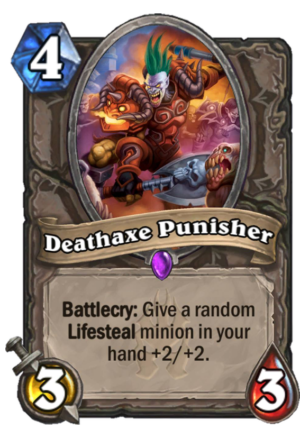 4
Deathaxe Punisher
Battlecry: Give a random
Lifesteal minion in your
hand +2/+2.
3
3